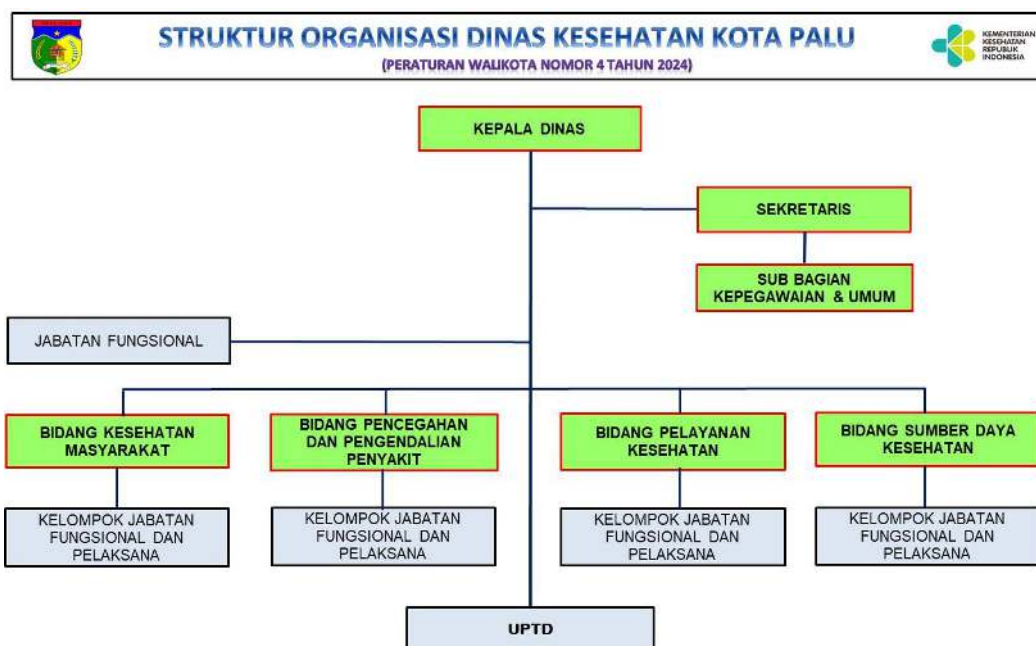 STRUKTUR ORGANISASI DINAS KESEHATAN KOTA PALU
(PERATURAN WALIKOTA NOMOR 4 TAHUN 2024)
KEMENTERIAN
KESEHATAN
REPUBLIK
INDONESIA
KEPALA DINAS
SEKRETARIS
SUB BAGIAN
KEPEGAWAIAN & UMUM
JABATAN FUNGSIONAL
BIDANG KESEHATAN
MASYARAKAT
BIDANG PENCEGAHAN
DAN PENGENDALIAN
PENYAKIT
BIDANG PELAYANAN
KESEHATAN
BIDANG SUMBER DAYA
KESEHATAN
KELOMPOK JABATAN
FUNGSIONAL DAN
PELAKSANA
KELOMPOK JABATAN
FUNGSIONAL DAN
PELAKSANA
KELOMPOK JABATAN
FUNGSIONAL DAN
PELAKSANA
KELOMPOK JABATAN
FUNGSIONAL DAN
PELAKSANA
UPTD